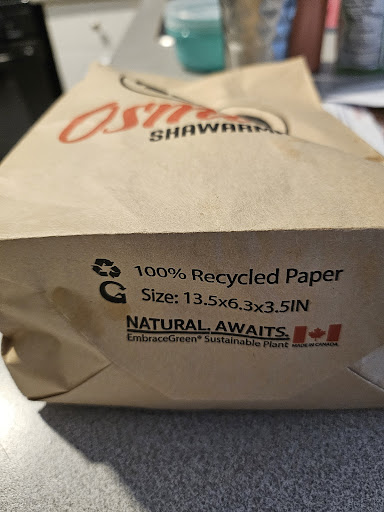 SHAWARMA
100% Recycled Paper
Size: 13.5x6.3x3.5IN
NATURAL, AWAITS.
EmbraceGreen® Sustainable Plant
MADE IN CANADA